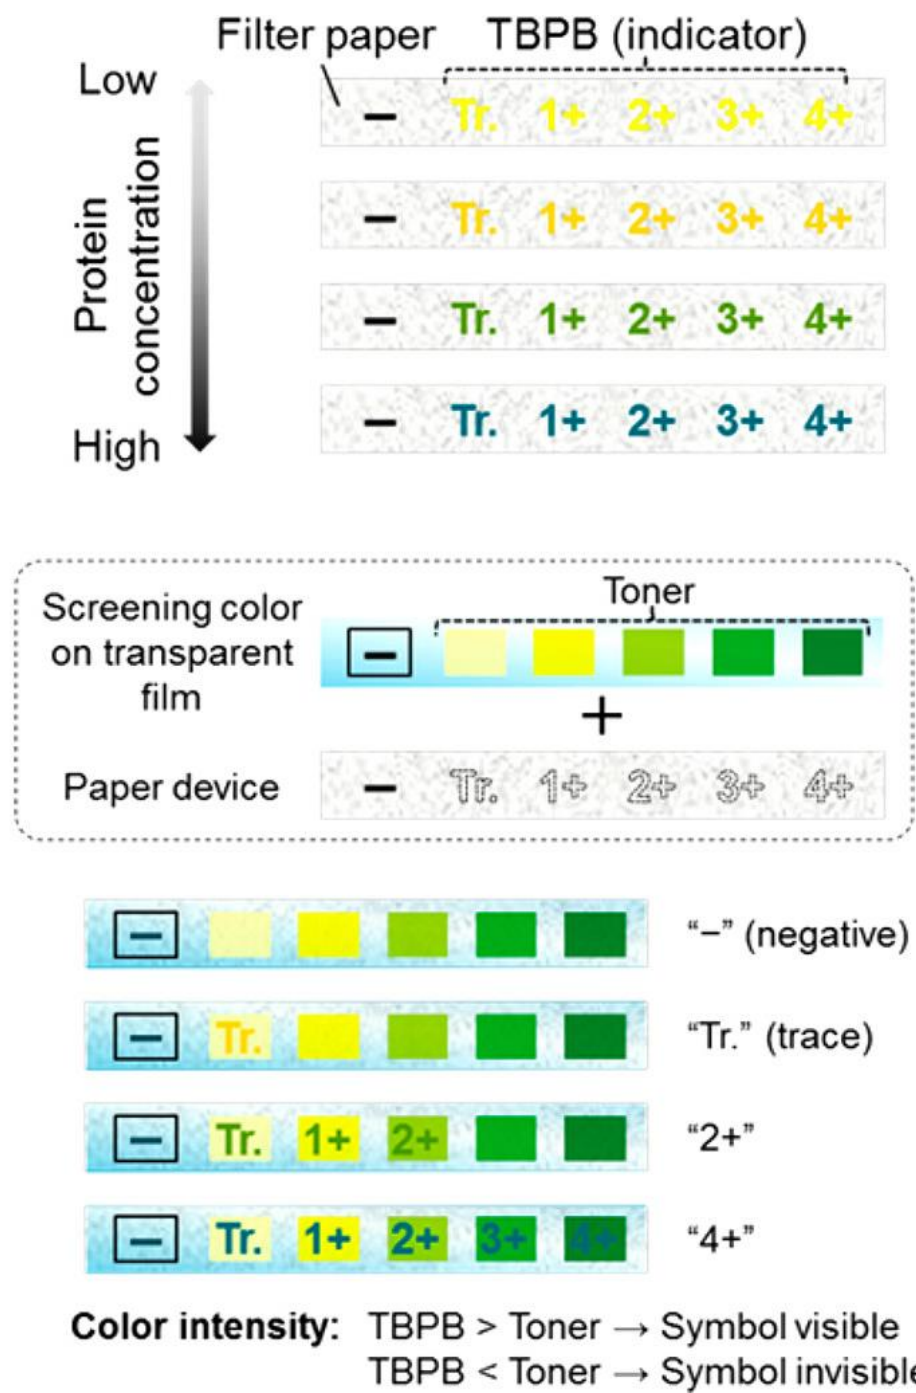 Filter paper TBPB (indicator)
Low
– Tr. 1+ 2+ 3+ 4+
Protein
concentration
– Tr. 1+ 2+ 3+ 4+
– Tr. 1+ 2+ 3+ 4+
– Tr. 1+ 2+ 3+ 4+
High
Toner
Screening color
on transparent
film
–
+
Paper device
– Tr. 1+ 2+ 3+ 4+
– “–” (negative)
– Tr. “Tr.” (trace)
– Tr. 1+ 2+ “2+”
– Tr. 1+ 2+ 3+ 4+ “4+”
Color intensity: TBPB > Toner → Symbol visible
TBPB < Toner → Symbol invisible